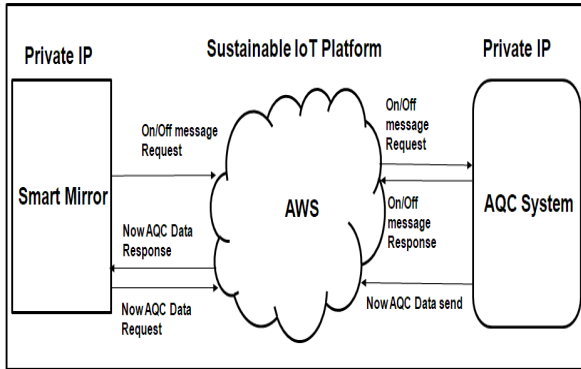 Private IP
Sustainable IoT Platform
Private IP
On/Off message
Request
On/Off
message
Request
Smart Mirror
AWS
AQC System
On/Off
message
Response
Now AQC Data
Response
Now AQC Data send
Now AQC Data
Request